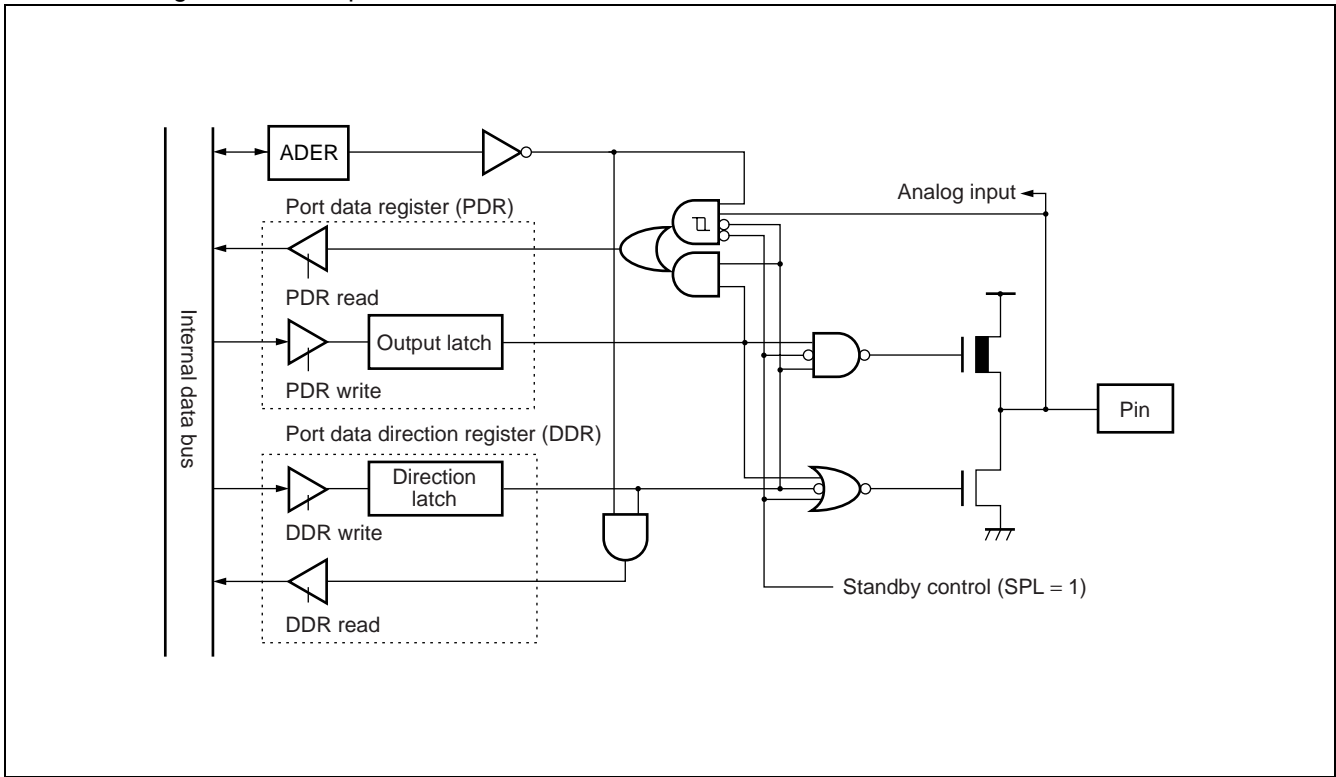 ADER
Port data register (PDR)
Analog input
PDR read
Internal data bus
Output latch
PDR write
Pin
Port data direction register (DDR)
Direction
latch
DDR write
Standby control (SPL = 1)
DDR read